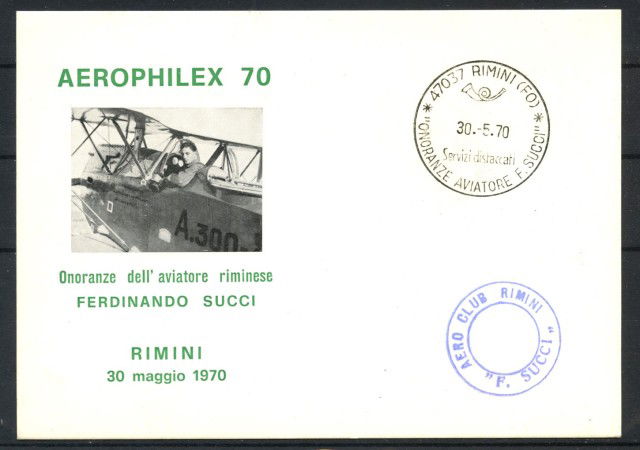 AEROPHILEX 70
A.300-
Onoranze dell'aviatore riminese
FERDINANDO SUCCI
RIMINI
30 maggio 1970
* 47037 RIMINI (FO) *
30.-5.70
Servizi distaccati
"ONORANZE AVIATORE F. SUCCI"
AERO CLUB RIMINI
"F. SUCCI"